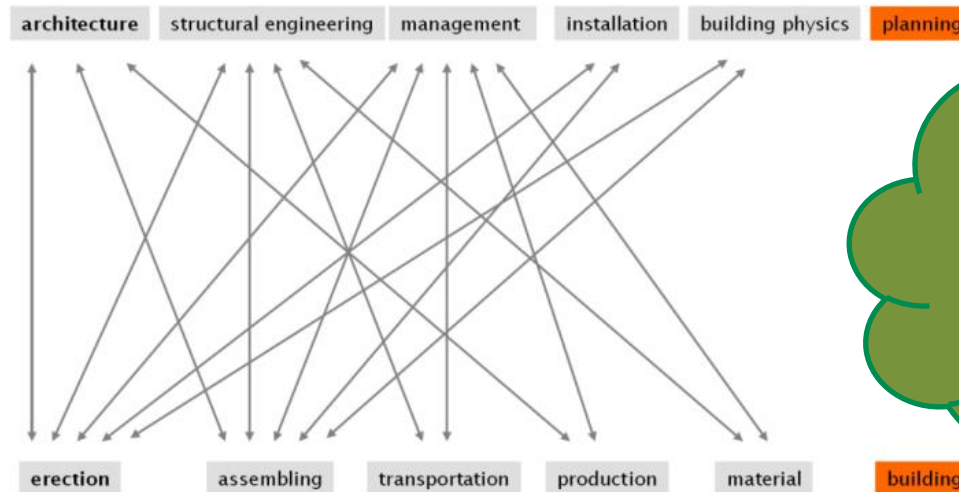 architecture structural engineering management installation building physics planning
erection assembling transportation production material building